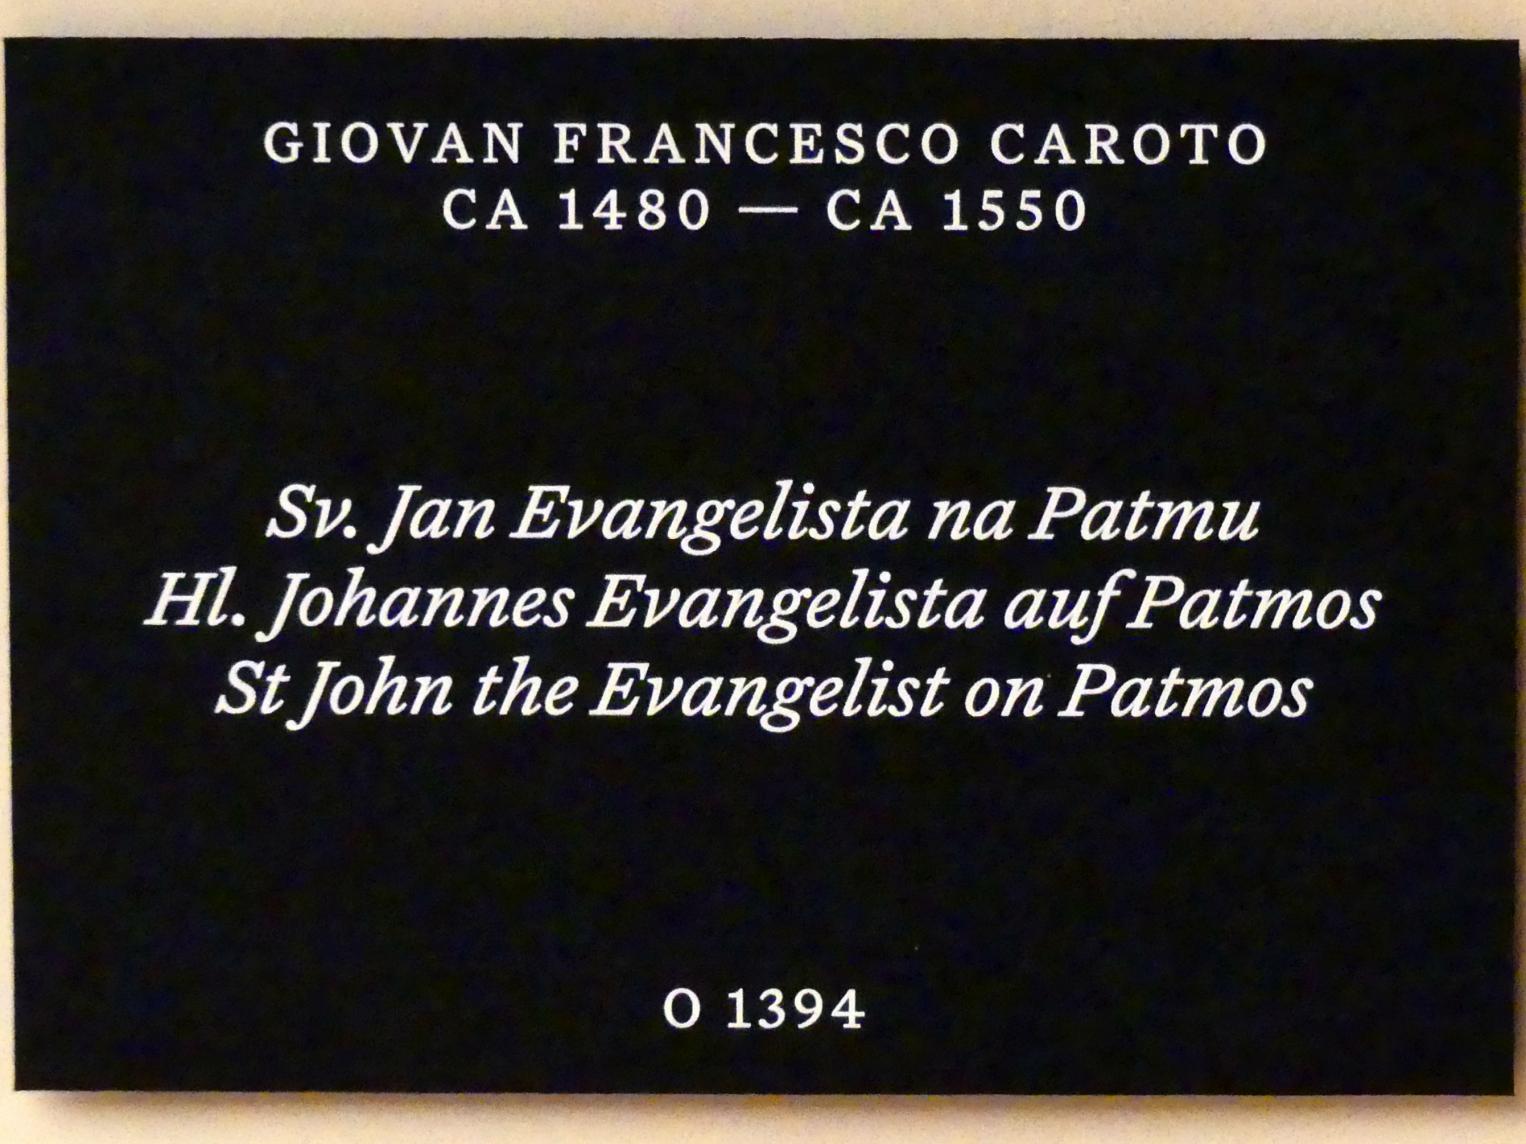 GIOVAN FRANCESCO CAROTO
CA 1480 — CA 1550
Sv. Jan Evangelista na Patmu
Hl. Johannes Evangelista auf Patmos
St John the Evangelist on Patmos
O 1394